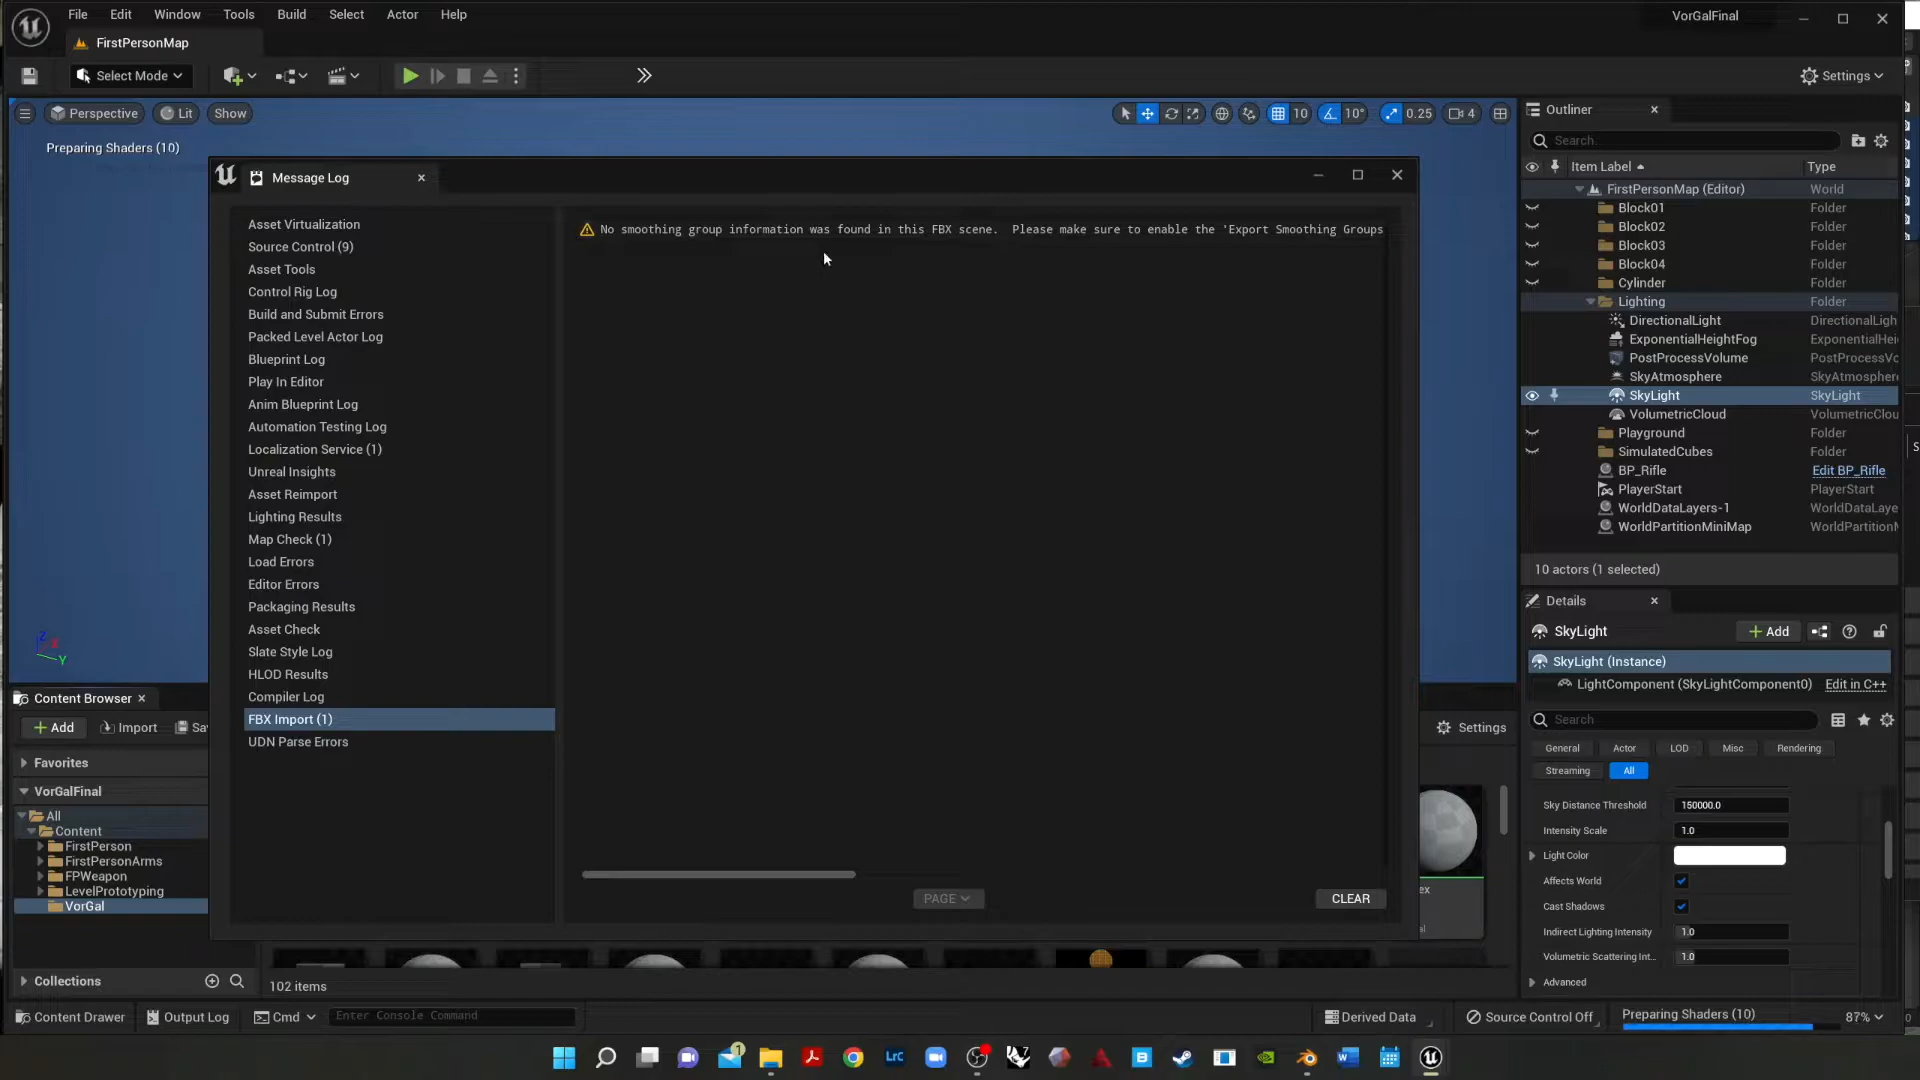 File Edit Window Tools Build Select Actor Help
VorGalFinal
FirstPersonMap
Select Mode
Settings
Perspective Lit Show
10 10° 0.25 4
Preparing Shaders (10)
Message Log
Asset Virtualization
Source Control (9)
Asset Tools
Control Rig Log
Build and Submit Errors
Packed Level Actor Log
Blueprint Log
Play In Editor
Anim Blueprint Log
Automation Testing Log
Localization Service (1)
Unreal Insights
Asset Reimport
Lighting Results
Map Check (1)
Load Errors
Editor Errors
Packaging Results
Asset Check
Slate Style Log
HLOD Results
Compiler Log
FBX Import (1)
UDN Parse Errors
No smoothing group information was found in this FBX scene.  Please make sure to enable the 'Export Smoothing Groups
PAGE
CLEAR
Outliner
Search...
Item Label Type
FirstPersonMap (Editor) World
Block01 Folder
Block02 Folder
Block03 Folder
Block04 Folder
Cylinder Folder
Lighting Folder
DirectionalLight DirectionalLigh
ExponentialHeightFog ExponentialHei
PostProcessVolume PostProcessVo
SkyAtmosphere SkyAtmosphere
SkyLight SkyLight
VolumetricCloud VolumetricClou
Playground Folder
SimulatedCubes Folder
BP_Rifle Edit BP_Rifle
PlayerStart PlayerStart
WorldDataLayers-1 WorldDataLaye
WorldPartitionMiniMap WorldPartitionM
10 actors (1 selected)
Details
SkyLight
Add
SkyLight (Instance)
LightComponent (SkyLightComponent0) Edit in C++
Search
General Actor LOD Misc Rendering
Streaming All
Sky Distance Threshold 150000.0
Intensity Scale 1.0
Light Color
Affects World
Cast Shadows
Indirect Lighting Intensity 1.0
Volumetric Scattering Int... 1.0
Advanced
Content Browser
Add Import Sav
Settings
Favorites
VorGalFinal
All
Content
FirstPerson
FirstPersonArms
FPWeapon
LevelPrototyping
VorGal
Collections
102 items
Content Drawer Output Log Cmd Enter Console Command
Derived Data Source Control Off Preparing Shaders (10) 87%
Lrc